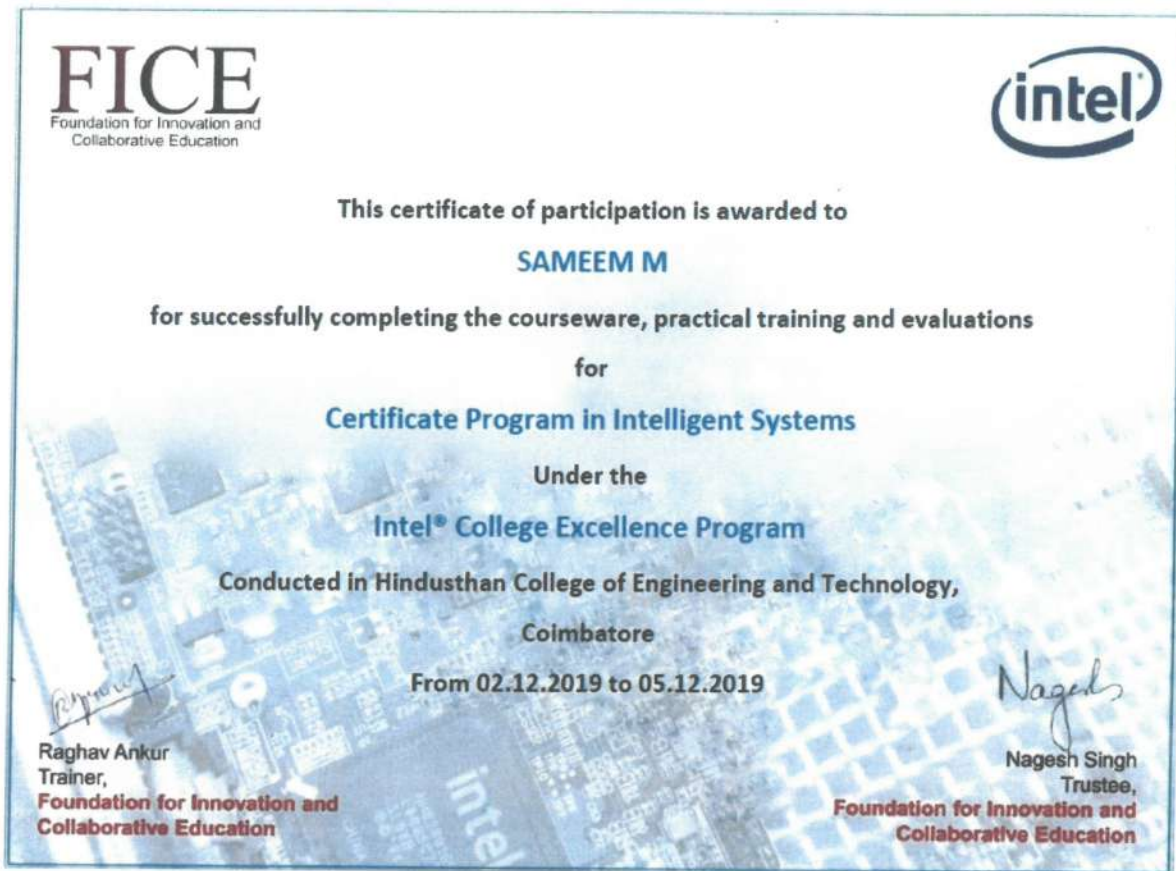 FICE
Foundation for Innovation and
Collaborative Education
intel
This certificate of participation is awarded to
SAMEEM M
for successfully completing the courseware, practical training and evaluations
for
Certificate Program in Intelligent Systems
Under the
Intel® College Excellence Program
Conducted in Hindusthan College of Engineering and Technology,
Coimbatore
From 02.12.2019 to 05.12.2019
Raghav Ankur
Trainer,
Foundation for Innovation and
Collaborative Education
intel
Nagesh
Nagesh Singh
Trustee,
Foundation for Innovation and
Collaborative Education